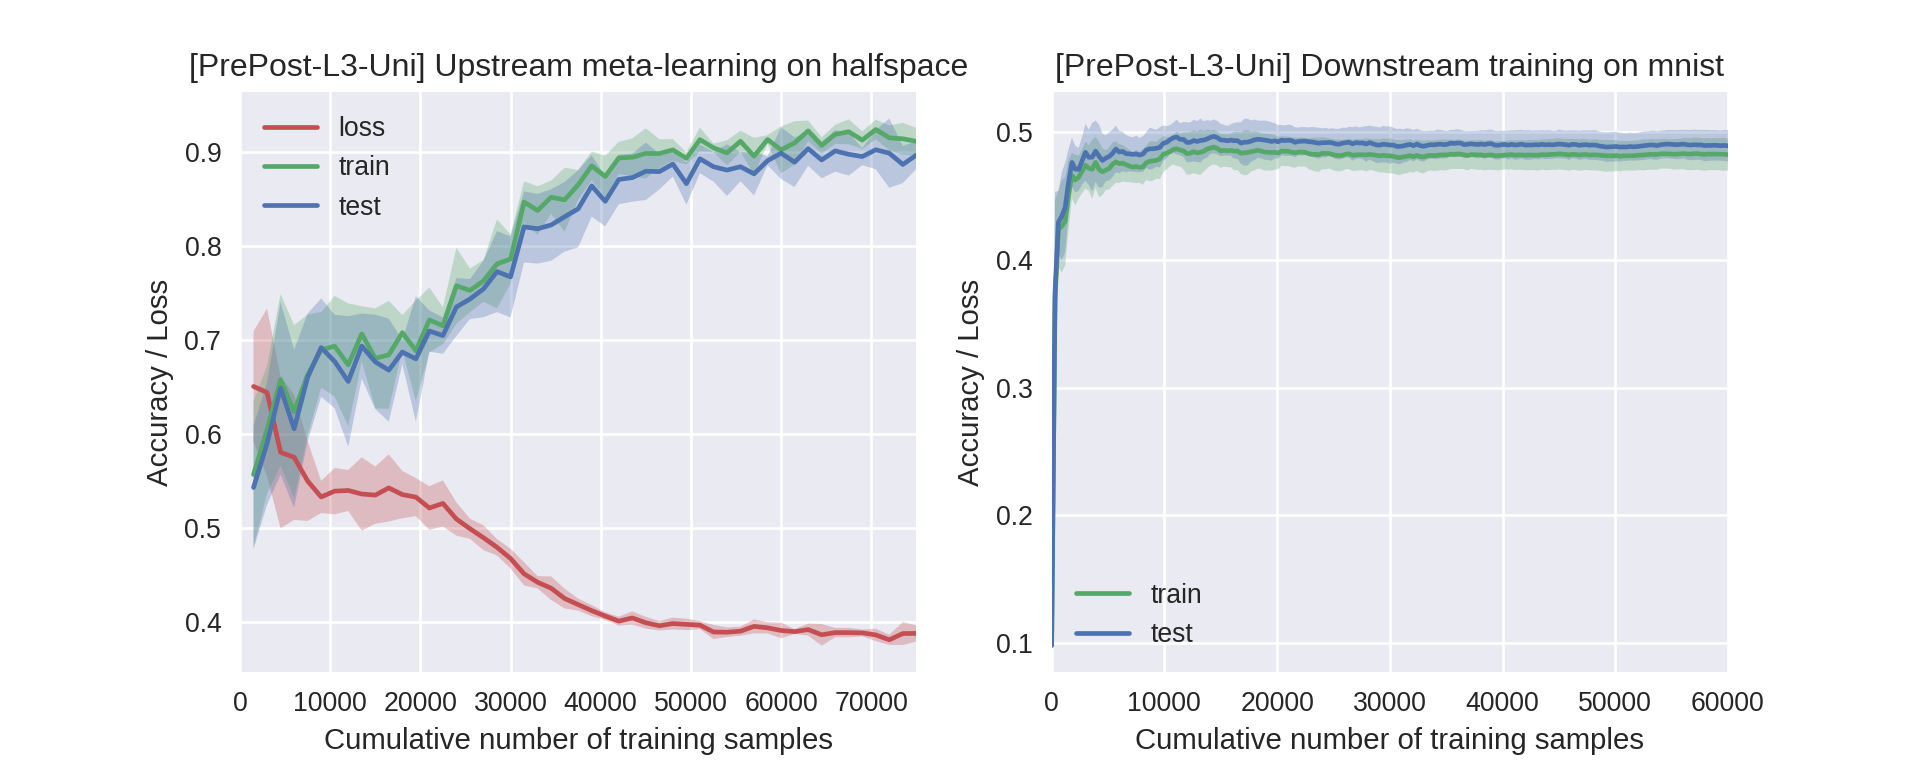 [PrePost-L3-Uni] Upstream meta-learning on halfspace
loss
train
test
0.9
0.8
0.7
0.6
0.5
0.4
Accuracy / Loss
0 10000 20000 30000 40000 50000 60000 70000
Cumulative number of training samples
[PrePost-L3-Uni] Downstream training on mnist
0.5
0.4
0.3
0.2
0.1
Accuracy / Loss
train
test
0 10000 20000 30000 40000 50000 60000
Cumulative number of training samples